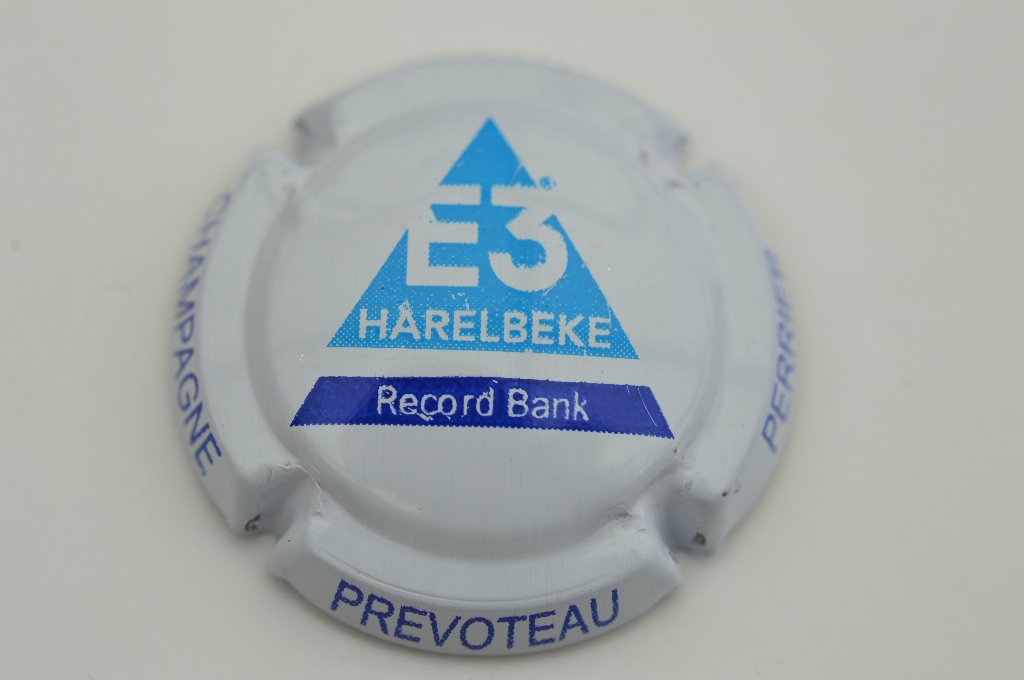 E3
HARELBEKE
Record Bank
CHAMPAGNE
PREVOTEAU
PERRIER